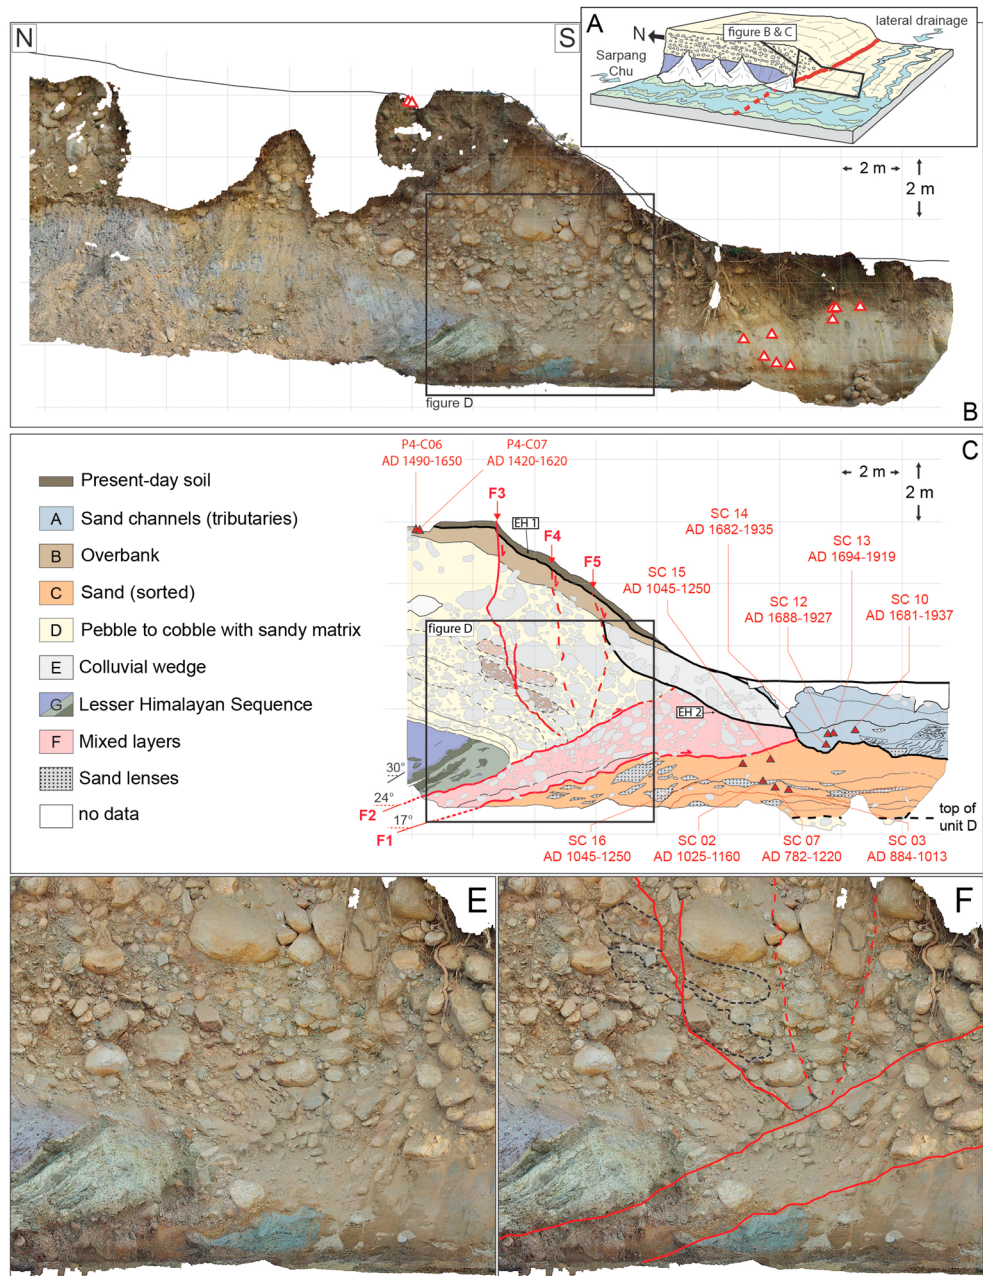 N
S
A
lateral drainage
figure B & C
N
Sarpang
Chu
2 m
2 m
figure D
B
C
P4-C06
AD 1490-1650
P4-C07
AD 1420-1620
2 m
2 m
Present-day soil
A Sand channels (tributaries)
B Overbank
C Sand (sorted)
D Pebble to cobble with sandy matrix
E Colluvial wedge
G Lesser Himalayan Sequence
F Mixed layers
Sand lenses
no data
F3
EH 1
F4
F5
SC 14
AD 1682-1935
SC 13
AD 1694-1919
SC 15
AD 1045-1250
SC 12
AD 1688-1927
SC 10
AD 1681-1937
figure D
EH 2
30°
24°
F2
17°
F1
top of
unit D
SC 16
AD 1045-1250
SC 02
AD 1025-1160
SC 07
AD 782-1220
SC 03
AD 884-1013
E
F